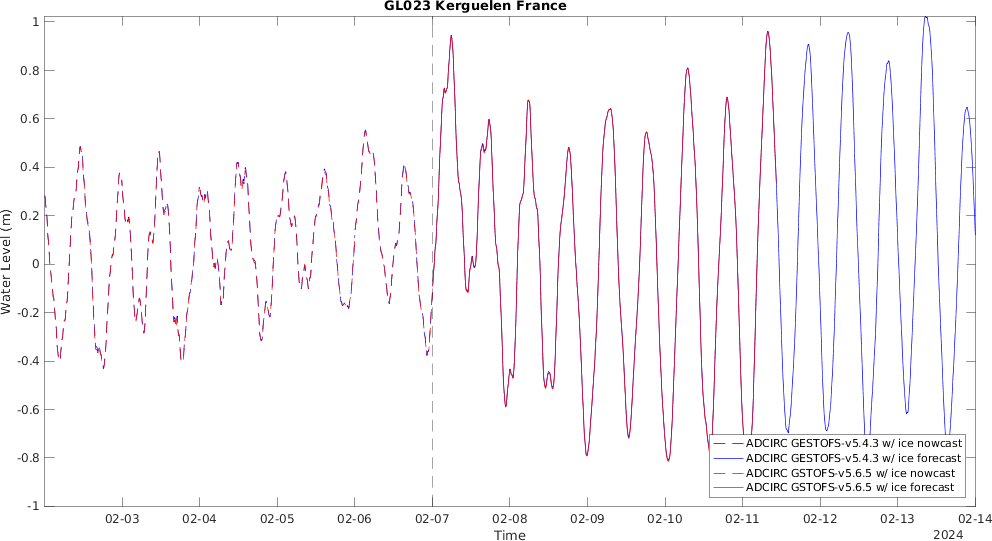 GL023 Kerguelen France
1
0.8
0.6
0.4
0.2
0
-0.2
-0.4
-0.6
-0.8
-1
Water Level (m)
ADCIRC GESTOFS-v5.4.3 w/ ice nowcast
ADCIRC GESTOFS-v5.4.3 w/ ice forecast
ADCIRC GSTOFS-v5.6.5 w/ ice nowcast
ADCIRC GSTOFS-v5.6.5 w/ ice forecast
02-03 02-04 02-05 02-06 02-07 02-08 02-09 02-10 02-11 02-12 02-13 02-14
Time
2024